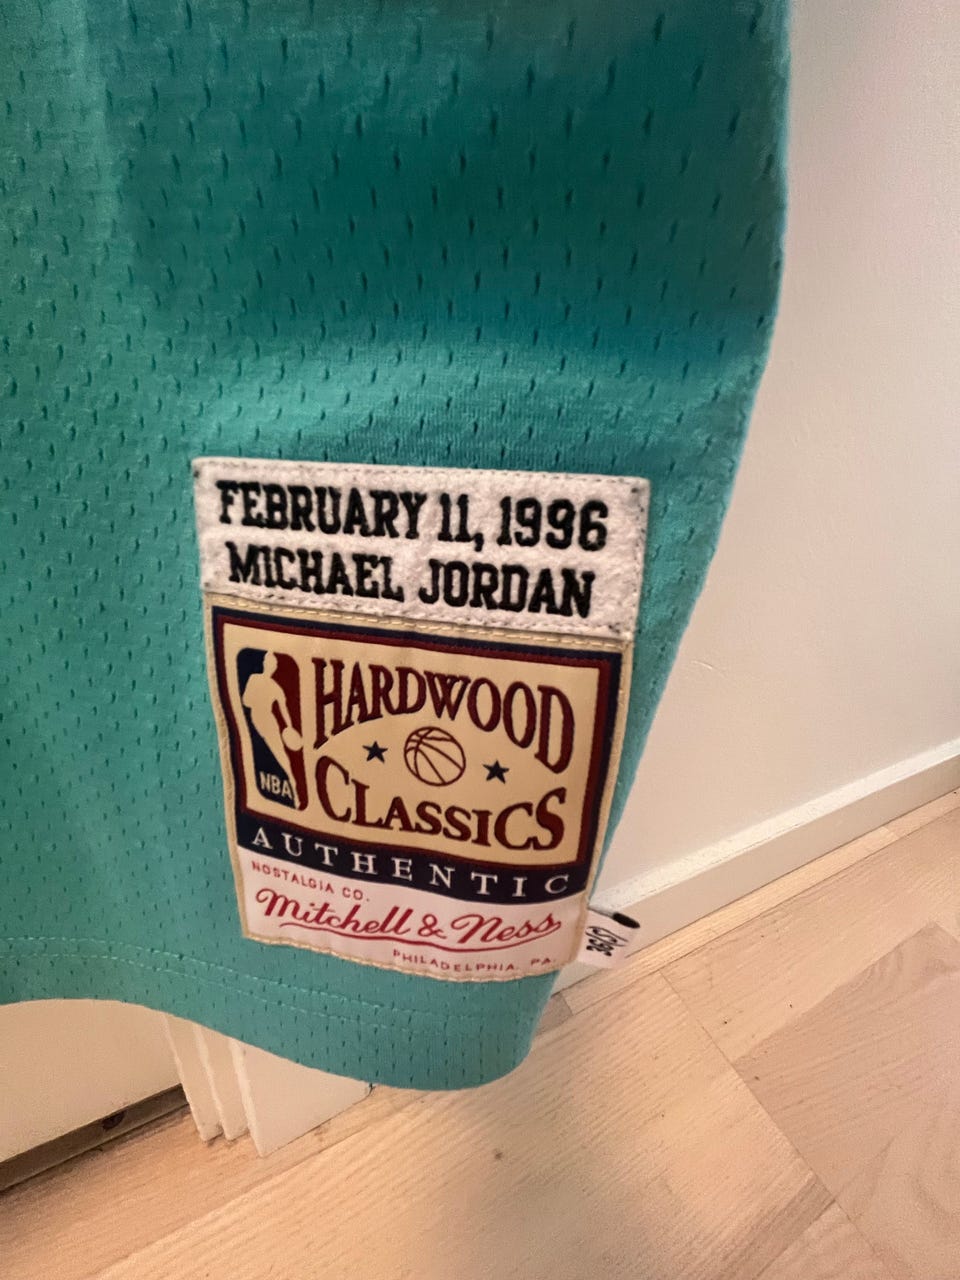 FEBRUARY 11, 1996
MICHAEL JORDAN
HARDWOOD
CLASSICS
NBA
AUTHENTIC
NOSTALGIA CO.
Mitchell & Ness
PHILADELPHIA, PA.